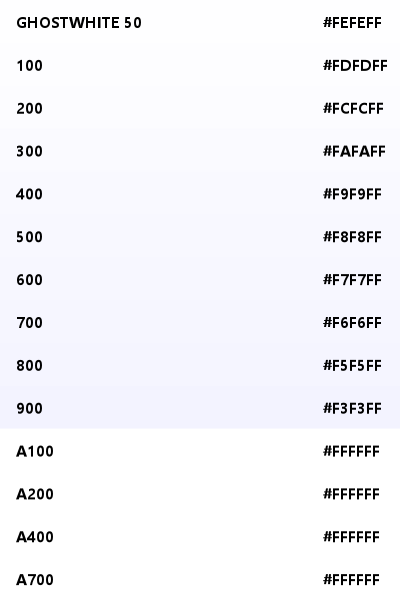 GHOSTWHITE 50 #FEFEFF
100 #FDFDFF
200 #FCFCFF
300 #FAFAFF
400 #F9F9FF
500 #F8F8FF
600 #F7F7FF
700 #F6F6FF
800 #F5F5FF
900 #F3F3FF
A100 #FFFFFF
A200 #FFFFFF
A400 #FFFFFF
A700 #FFFFFF